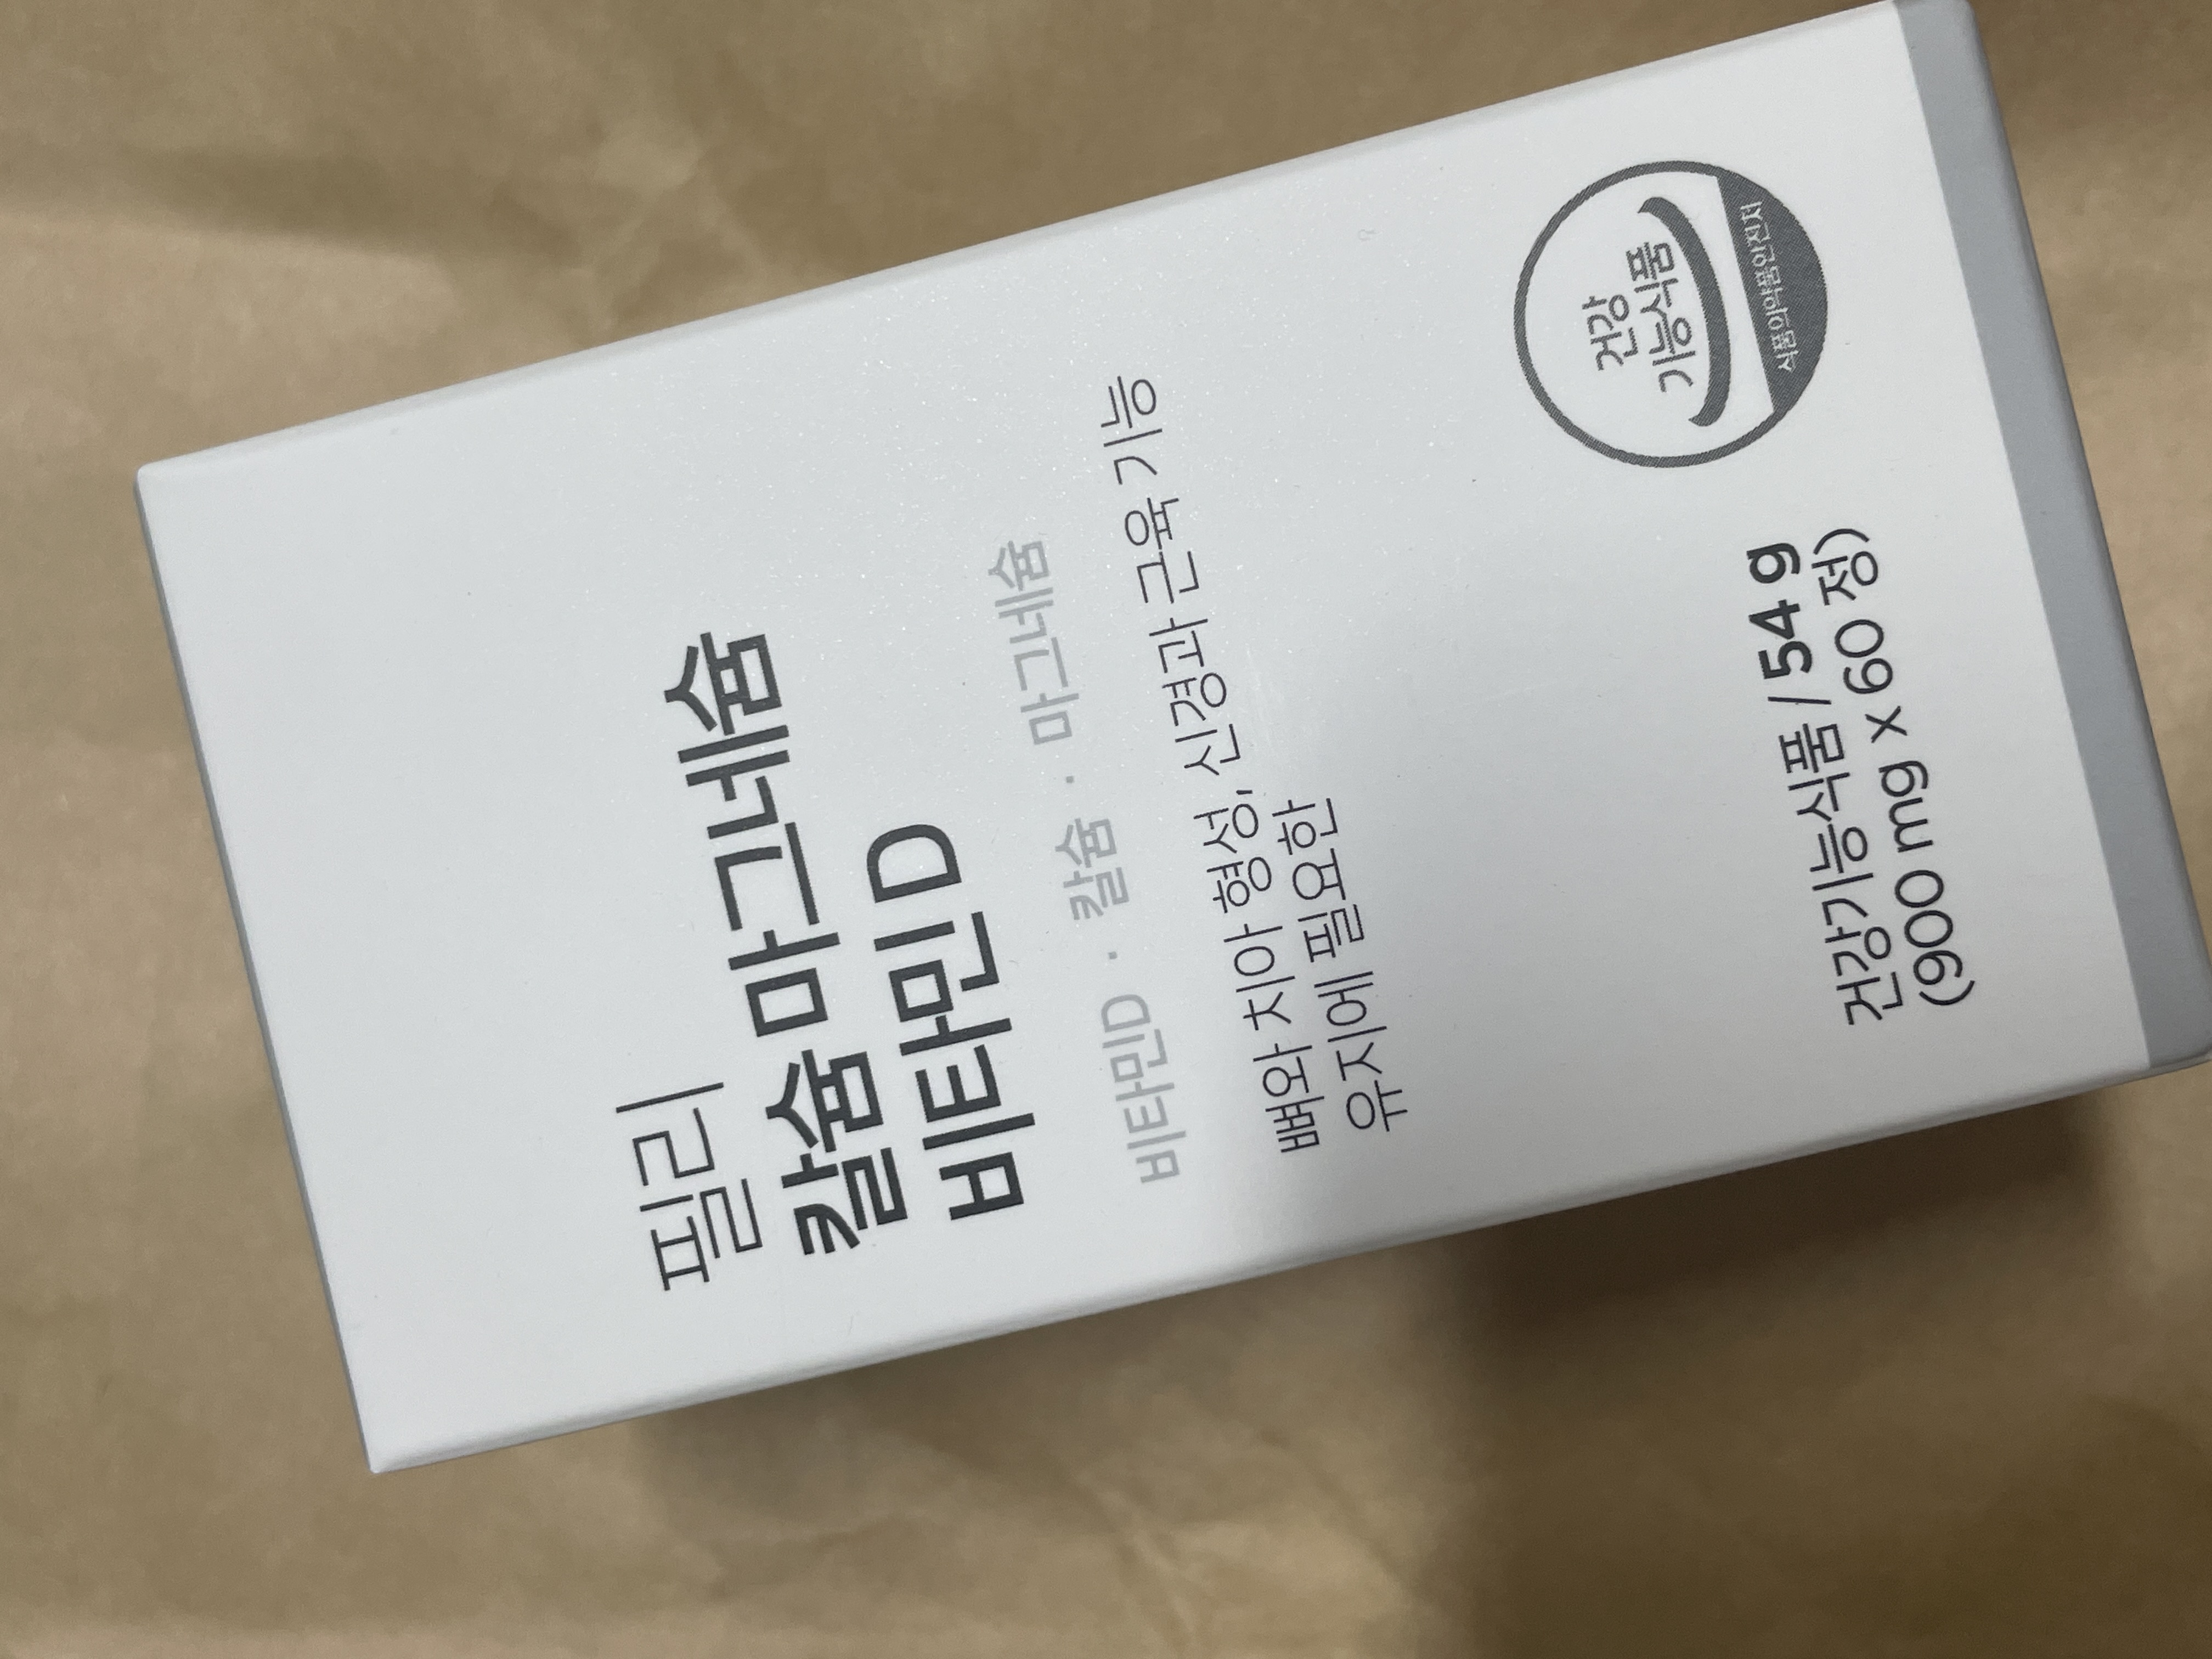 필리
칼슘 마그네슘
비타민 D
비타민D · 칼슘 · 마그네슘
뼈와 치아 형성, 신경과 근육 기능
유지에 필요한
건강기능식품 / 54 g
(900 mg x 60 정)
건강
기능식품
식품의약품안전처